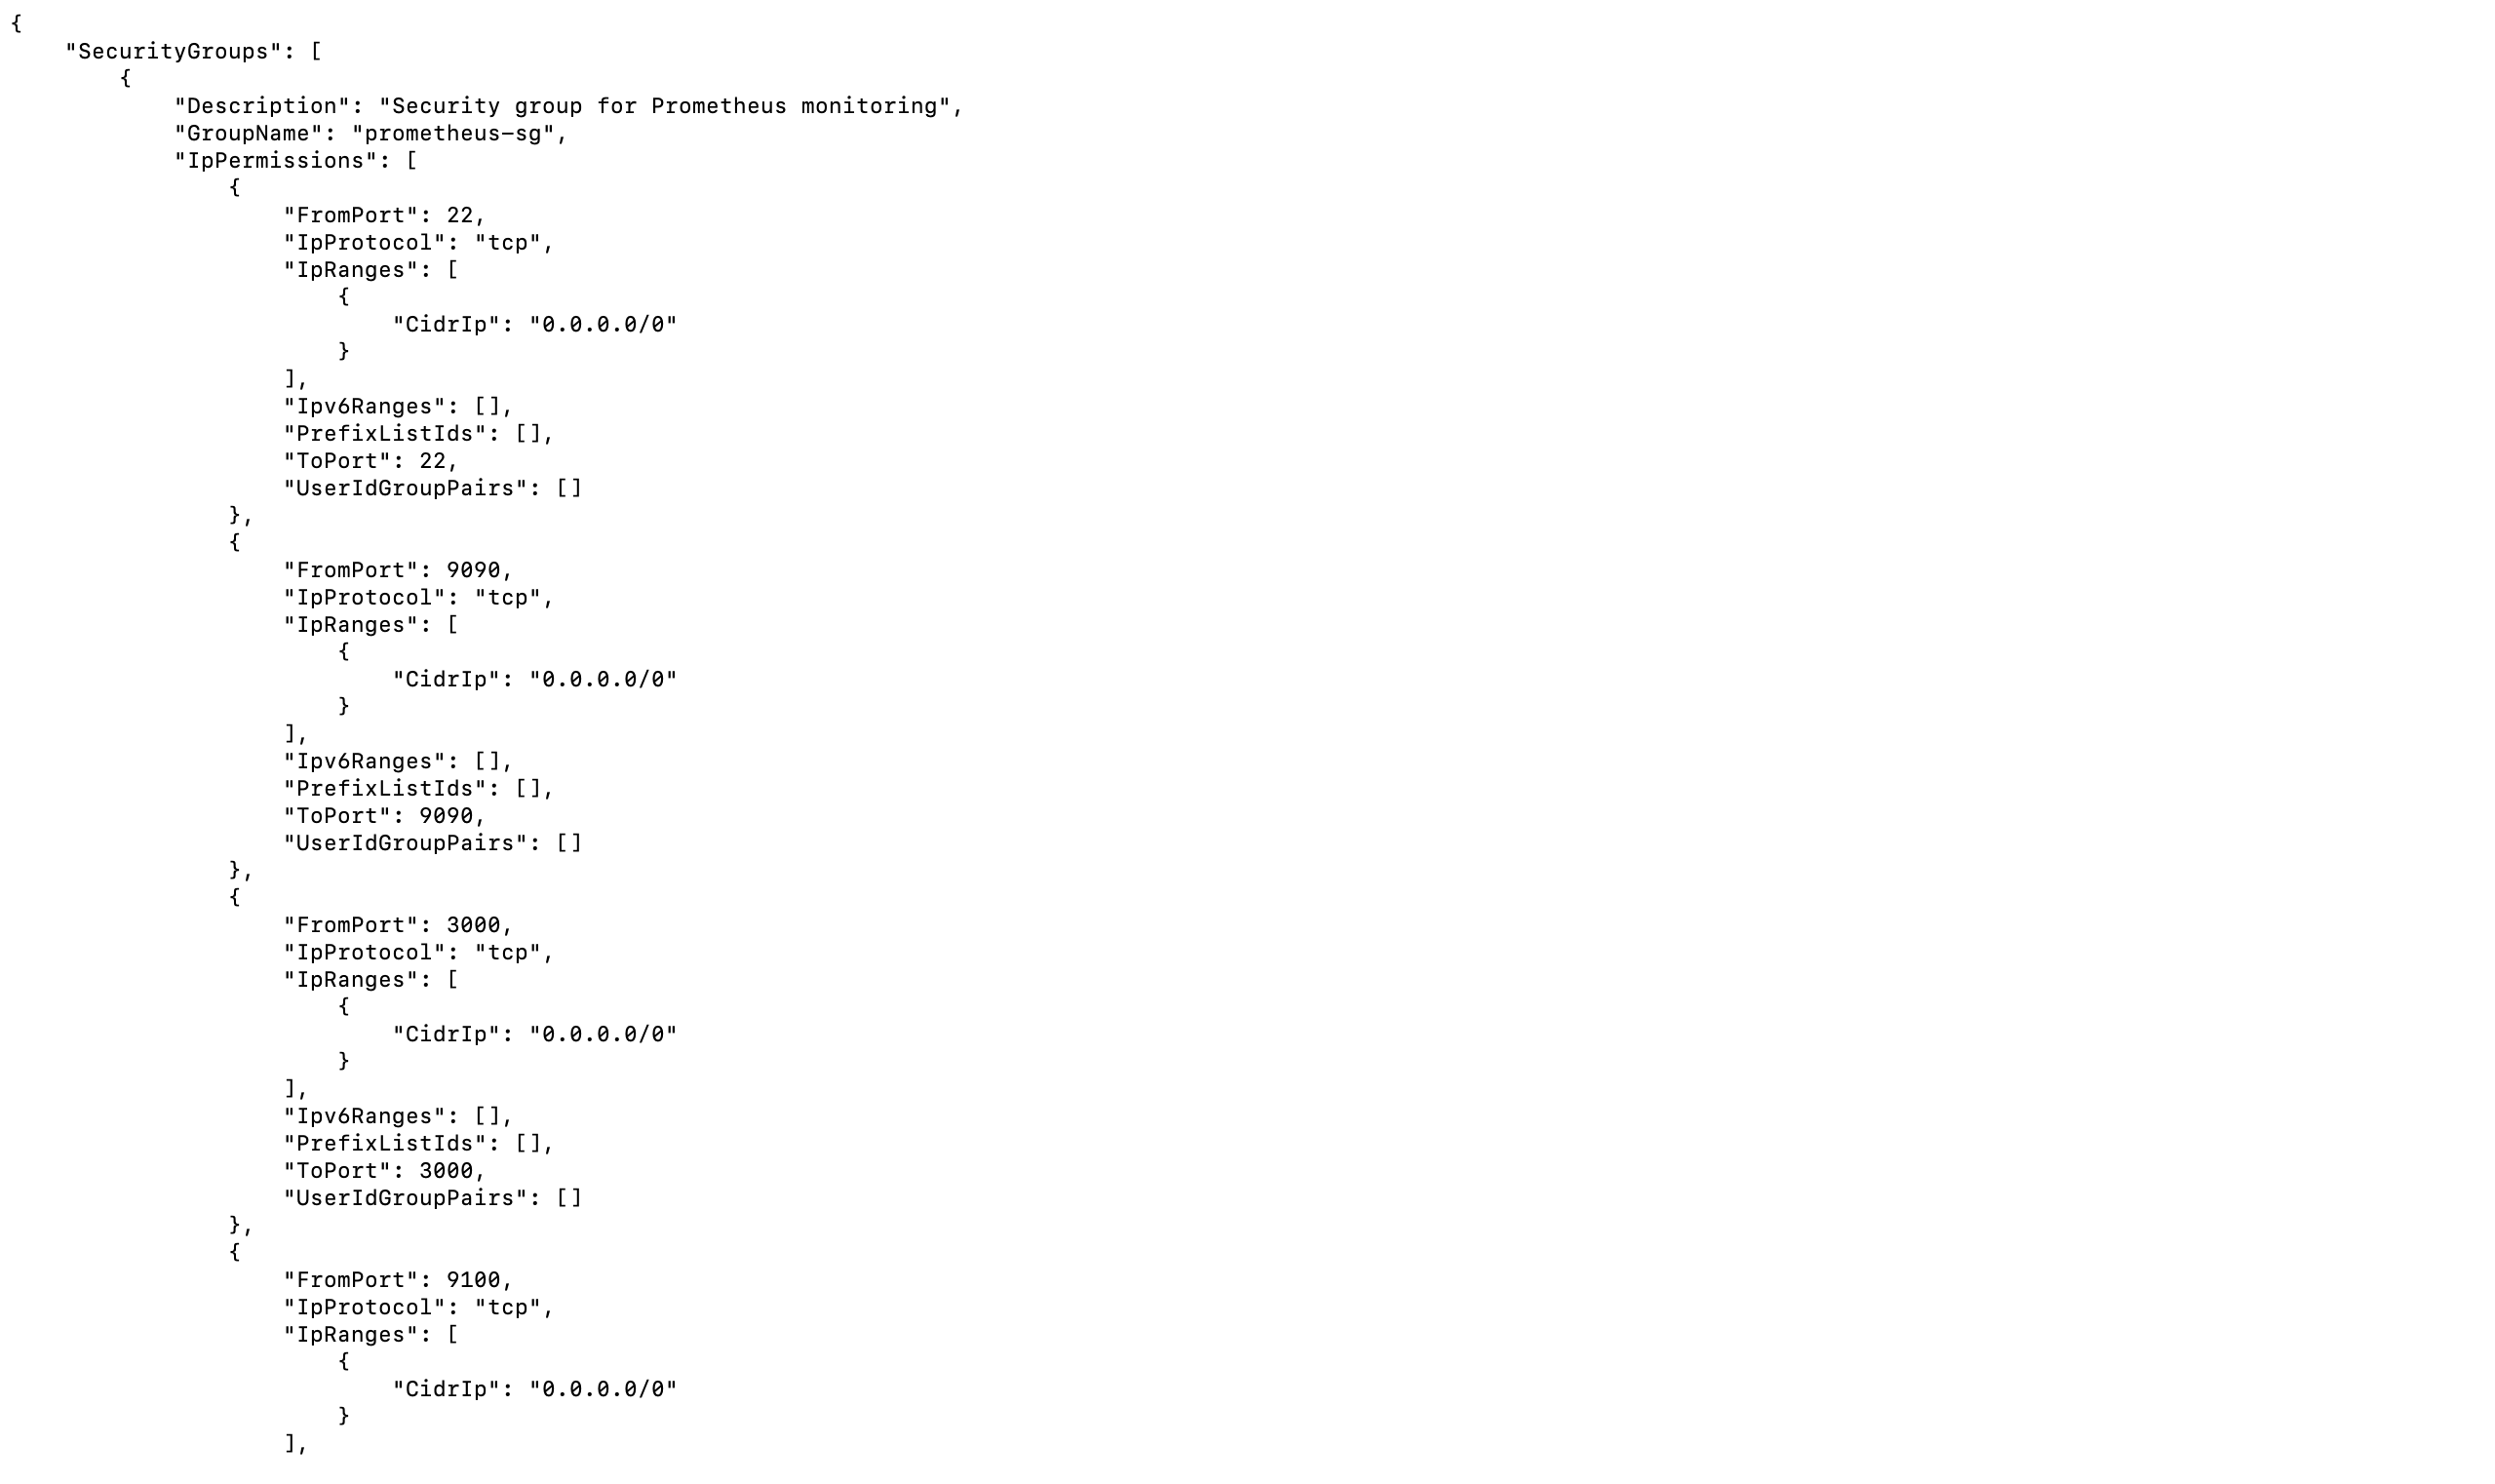 {
    "SecurityGroups": [
        {
            "Description": "Security group for Prometheus monitoring",
            "GroupName": "prometheus-sg",
            "IpPermissions": [
                {
                    "FromPort": 22,
                    "IpProtocol": "tcp",
                    "IpRanges": [
                        {
                            "CidrIp": "0.0.0.0/0"
                        }
                    ],
                    "Ipv6Ranges": [],
                    "PrefixListIds": [],
                    "ToPort": 22,
                    "UserIdGroupPairs": []
                },
                {
                    "FromPort": 9090,
                    "IpProtocol": "tcp",
                    "IpRanges": [
                        {
                            "CidrIp": "0.0.0.0/0"
                        }
                    ],
                    "Ipv6Ranges": [],
                    "PrefixListIds": [],
                    "ToPort": 9090,
                    "UserIdGroupPairs": []
                },
                {
                    "FromPort": 3000,
                    "IpProtocol": "tcp",
                    "IpRanges": [
                        {
                            "CidrIp": "0.0.0.0/0"
                        }
                    ],
                    "Ipv6Ranges": [],
                    "PrefixListIds": [],
                    "ToPort": 3000,
                    "UserIdGroupPairs": []
                },
                {
                    "FromPort": 9100,
                    "IpProtocol": "tcp",
                    "IpRanges": [
                        {
                            "CidrIp": "0.0.0.0/0"
                        }
                    ],